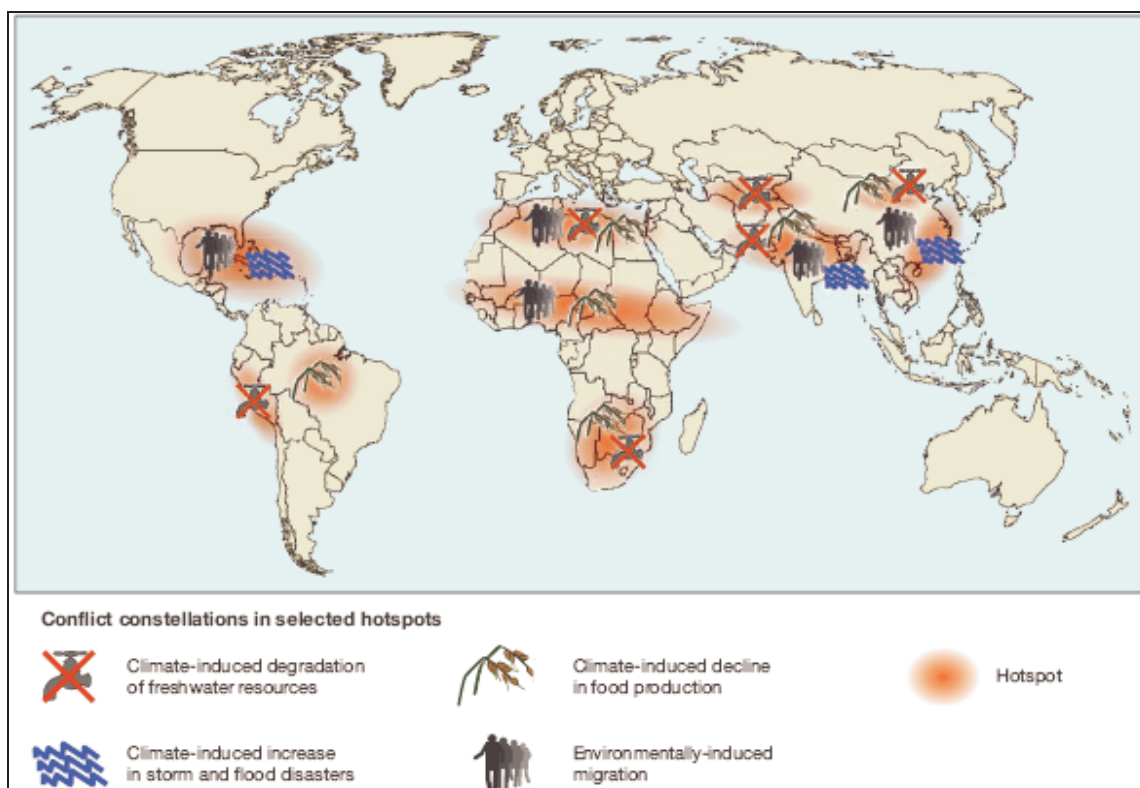 Conflict constellations in selected hotspots
Climate-induced degradation
of freshwater resources
Climate-induced decline
in food production
Hotspot
Climate-induced increase
in storm and flood disasters
Environmentally-induced
migration